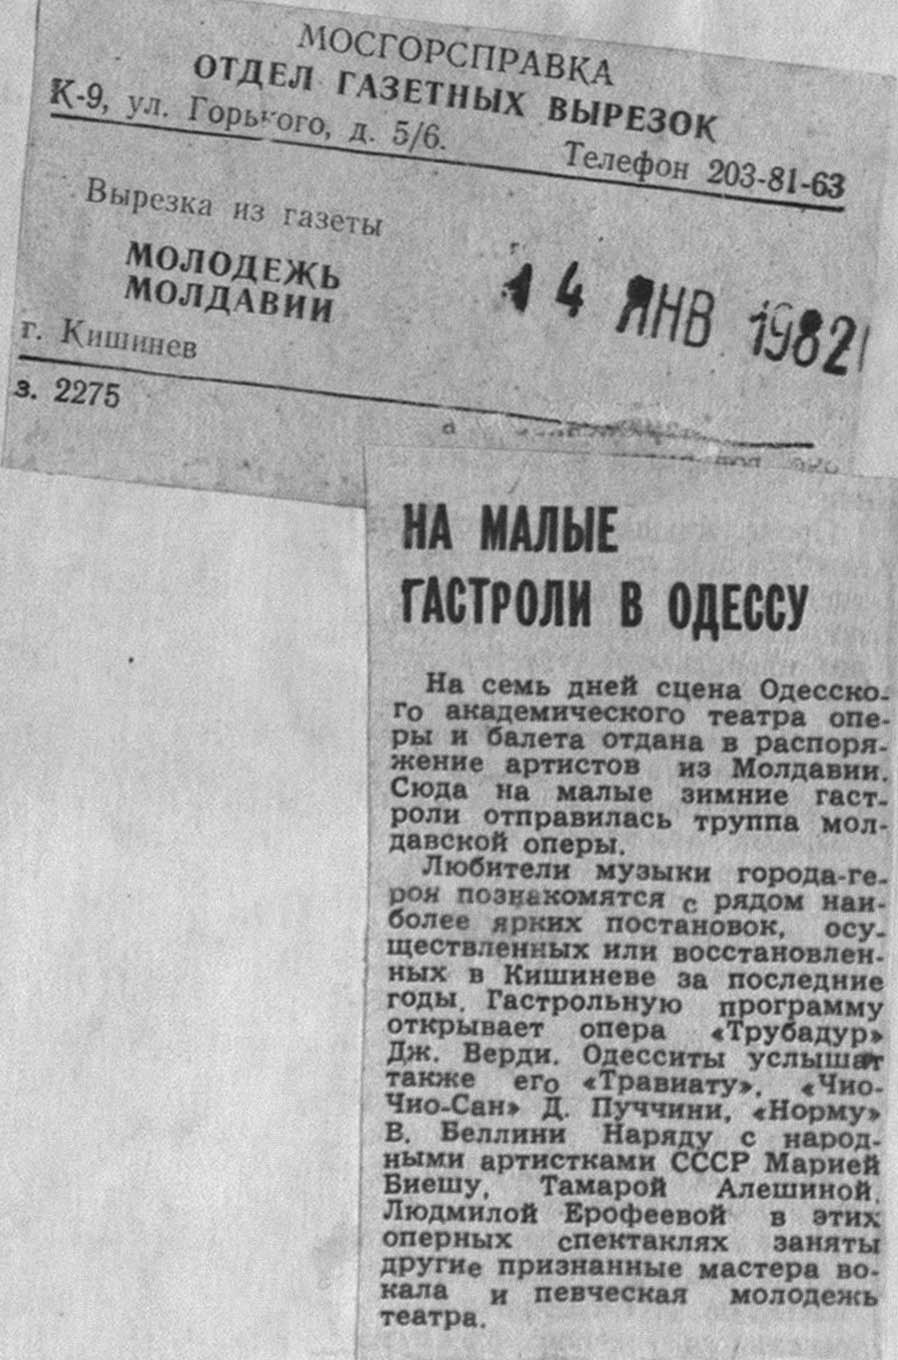 МОСГОРСПРАВКА
ОТДЕЛ ГАЗЕТНЫХ ВЫРЕЗОК
К-9, ул. Горького, д. 5/6. Телефон 203-81-63
Вырезка из газеты
МОЛОДЕЖЬ
МОЛДАВИИ
14 ЯНВ 1982
г. Кишинев
з. 2275
НА МАЛЫЕ
ГАСТРОЛИ В ОДЕССУ
На семь дней сцена Одесско-
го академического театра опе-
ры и балета отдана в распоря-
жение артистов из Молдавии.
Сюда на малые зимние гаст-
роли отправилась труппа мол-
давской оперы.
Любители музыки города-ге-
роя познакомятся с рядом наи-
более ярких постановок, осу-
ществленных или восстановлен-
ных в Кишиневе за последние
годы. Гастрольную программу
открывает опера «Трубадур»
Дж. Верди. Одесситы услышат
также его «Травиату», «Чио-
Чио-Сан» Д. Пуччини, «Норму»
В. Беллини Наряду с народ-
ными артистками СССР Марией
Биешу, Тамарой Алешиной,
Людмилой Ерофеевой в этих
оперных спектаклях заняты
другие признанные мастера во-
кала и певческая молодежь
театра.